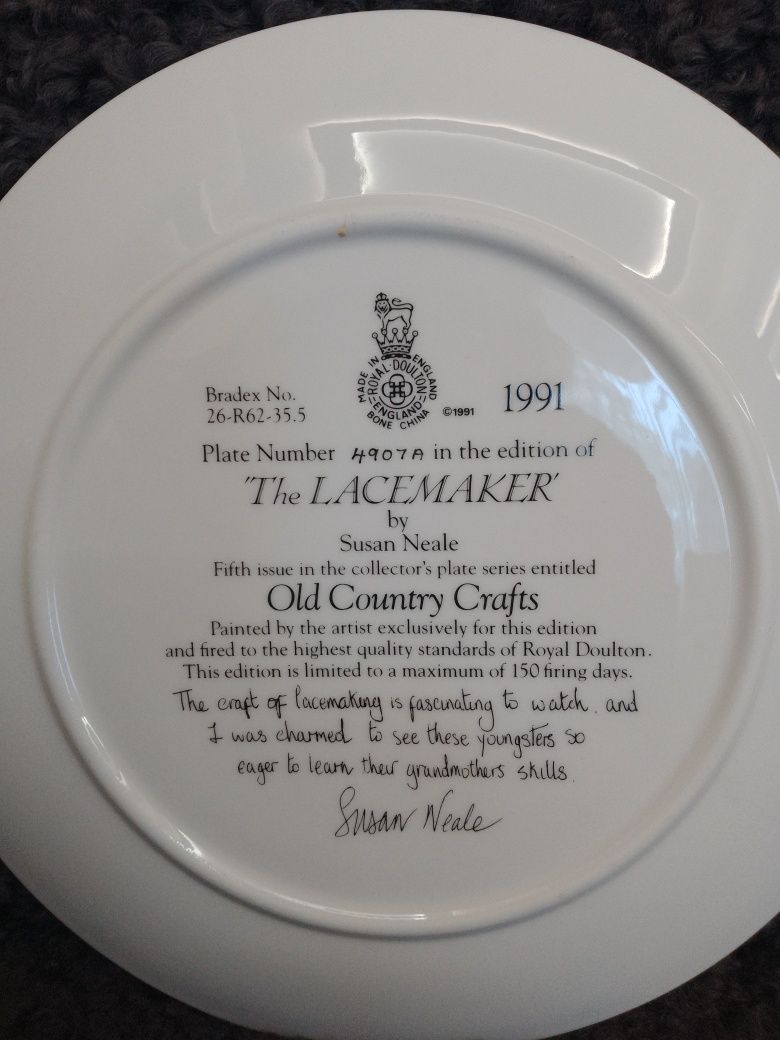 MADE IN ENGLAND
ROYAL·DOULTON
ENGLAND
BONE CHINA
©1991
1991
Bradex No.
26-R62-35.5
Plate Number 4907A in the edition of
'The LACEMAKER'
by
Susan Neale
Fifth issue in the collector's plate series entitled
Old Country Crafts
Painted by the artist exclusively for this edition
and fired to the highest quality standards of Royal Doulton.
This edition is limited to a maximum of 150 firing days.
The craft of lacemaking is fascinating to watch. and
I was charmed to see these youngsters so
eager to learn their grandmothers skills.
Susan Neale